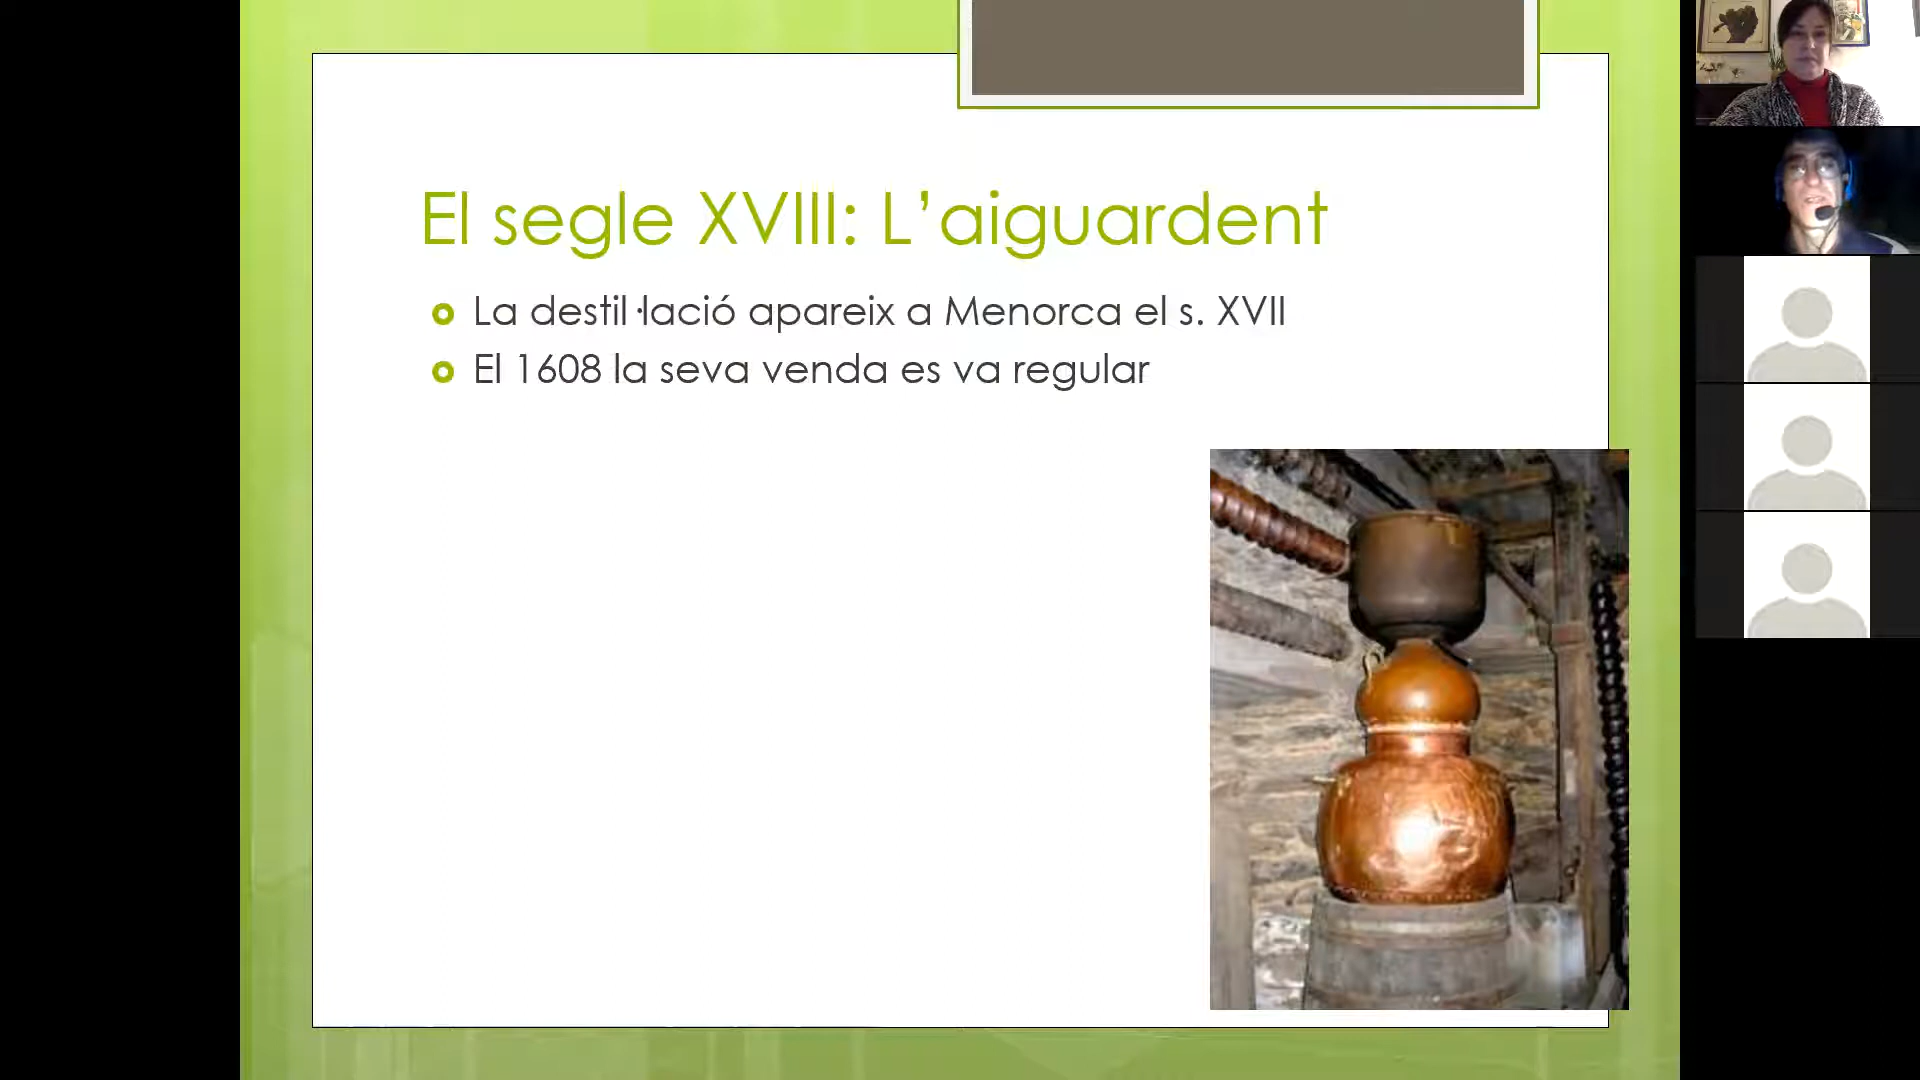 El segle XVIII: L’aiguardent
La destil·lació apareix a Menorca el s. XVII
El 1608 la seva venda es va regular